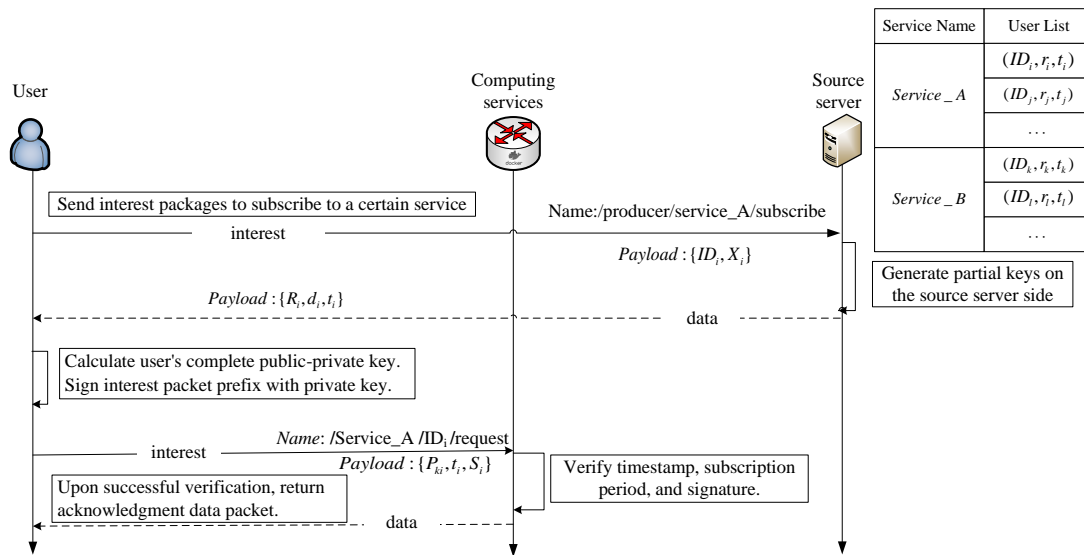 Service Name
User List
Service_A
(ID_i, r_i, t_i)
(ID_j, r_j, t_j)
...
Service_B
(ID_k, r_k, t_k)
(ID_l, r_l, t_l)
...
User
Computing
services
Source
server
docker
Send interest packages to subscribe to a certain service
Name:/producer/service_A/subscribe
interest
Payload:{ID_i, X_i}
Generate partial keys on
the source server side
Payload:{R_i, d_i, t_i}
data
Calculate user's complete public-private key.
Sign interest packet prefix with private key.
Name: /Service_A /ID_i /request
interest
Payload:{P_ki, t_i, S_i}
Verify timestamp, subscription
period, and signature.
Upon successful verification, return
acknowledgment data packet.
data